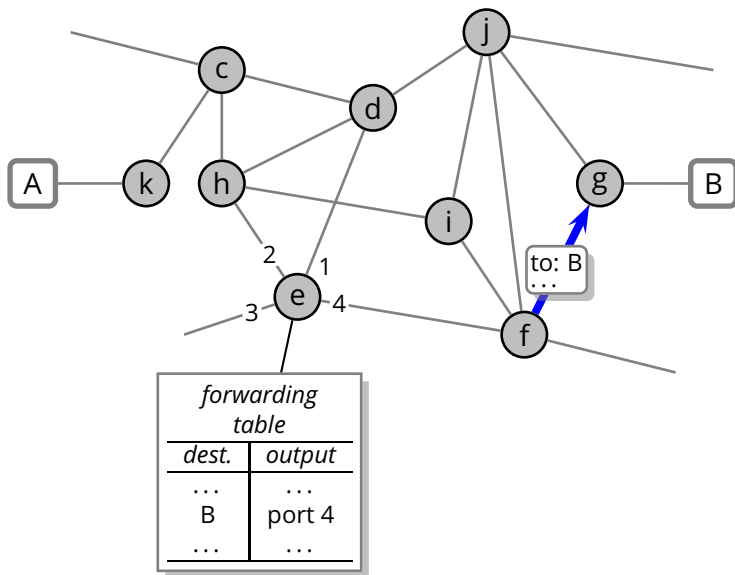 j
c
d
A
k
h
g
B
i
to: B
...
2
1
e
3
4
f
forwarding
table
dest. output
... ...
B port 4
... ...